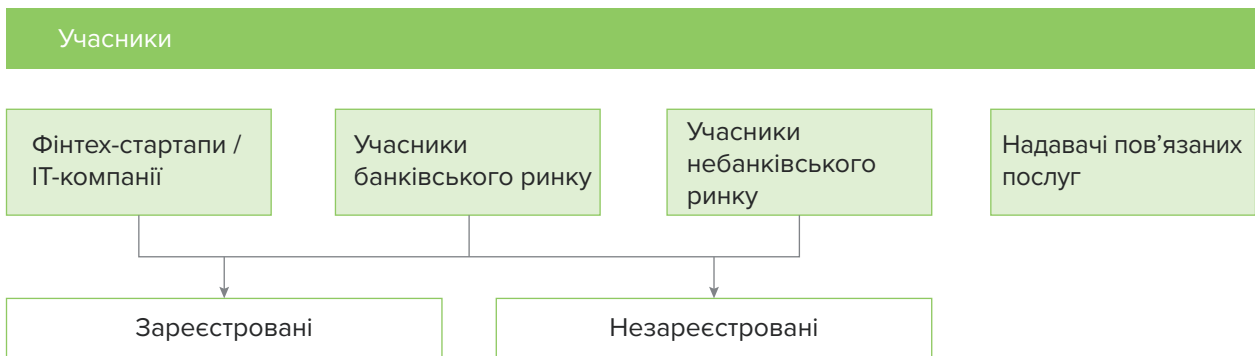 Учасники
Фінтех-стартапи /
ІТ-компанії
Учасники
банківського ринку
Учасники
небанківського
ринку
Надавачі пов’язаних
послуг
Зареєстровані
Незареєстровані